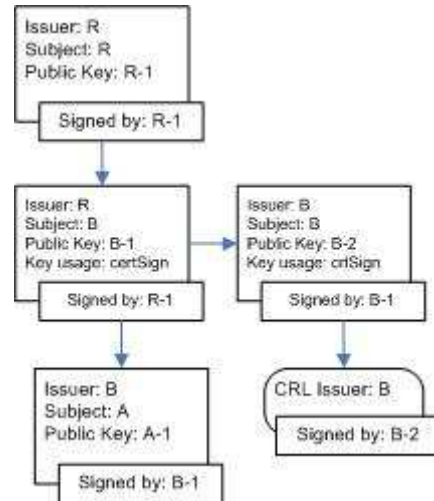 Issuer: R
Subject: R
Public Key: R-1
Signed by: R-1
Issuer: R
Subject: B
Public Key: B-1
Key usage: certSign
Signed by: R-1
Issuer: B
Subject: B
Public Key: B-2
Key usage: crlSign
Signed by: B-1
Issuer: B
Subject: A
Public Key: A-1
Signed by: B-1
CRL Issuer: B
Signed by: B-2